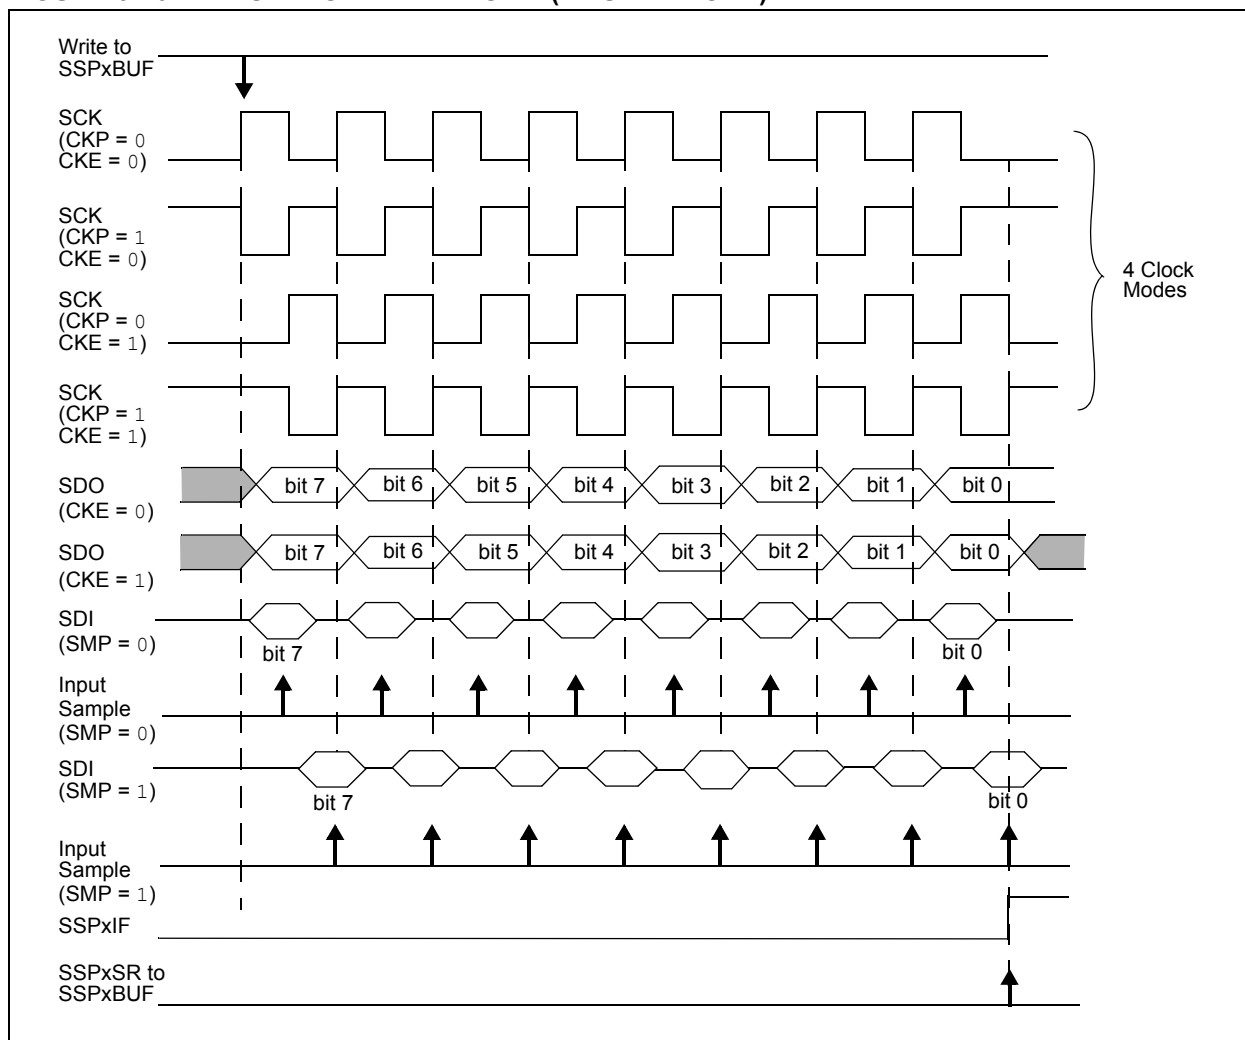 Write to
SSPxBUF
SCK
(CKP = 0
CKE = 0)
SCK
(CKP = 1
CKE = 0)
4 Clock
Modes
SCK
(CKP = 0
CKE = 1)
SCK
(CKP = 1
CKE = 1)
SDO
(CKE = 0)
bit 7 bit 6 bit 5 bit 4 bit 3 bit 2 bit 1 bit 0
SDO
(CKE = 1)
bit 7 bit 6 bit 5 bit 4 bit 3 bit 2 bit 1 bit 0
SDI
(SMP = 0)
bit 7 bit 0
Input
Sample
(SMP = 0)
SDI
(SMP = 1)
bit 7 bit 0
Input
Sample
(SMP = 1)
SSPxIF
SSPxSR to
SSPxBUF